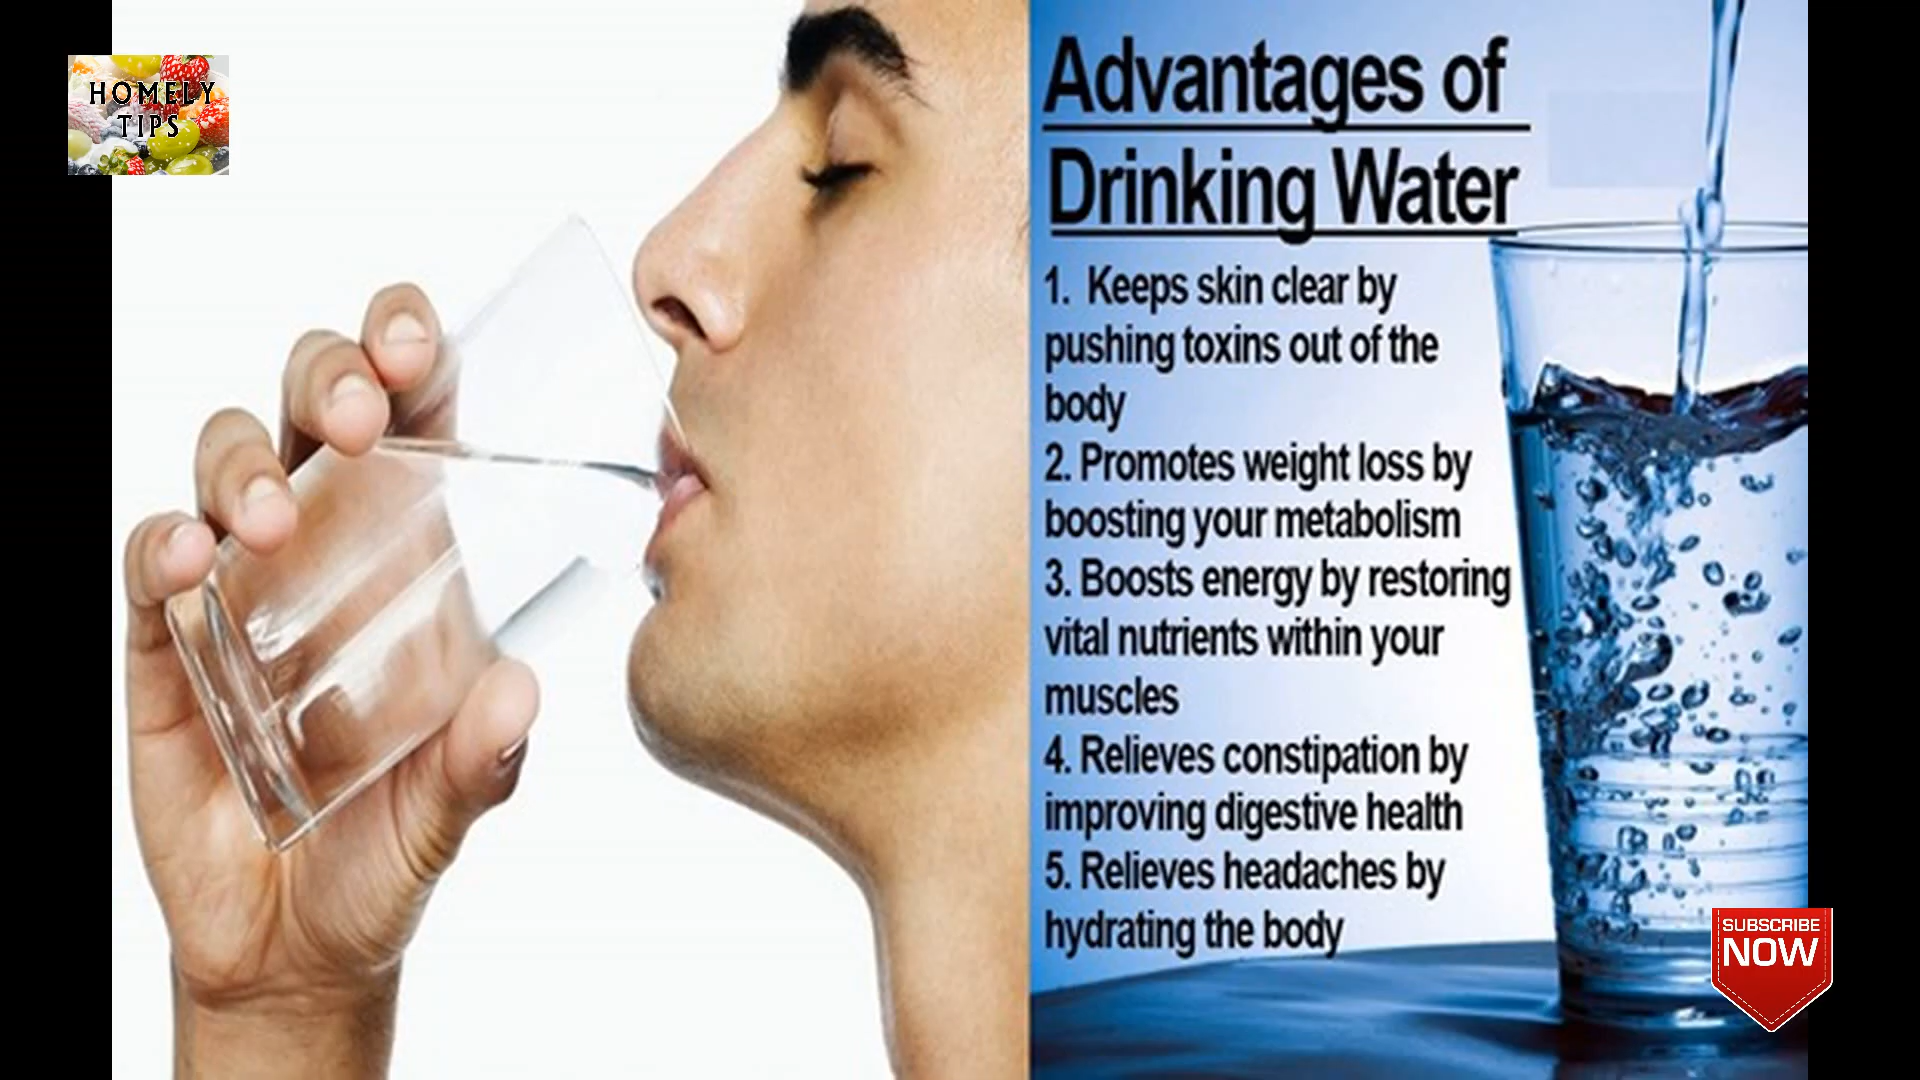 HOMELY
TIPS
Advantages of
Drinking Water
1. Keeps skin clear by
pushing toxins out of the
body
2. Promotes weight loss by
boosting your metabolism
3. Boosts energy by restoring
vital nutrients within your
muscles
4. Relieves constipation by
improving digestive health
5. Relieves headaches by
hydrating the body
SUBSCRIBE
NOW